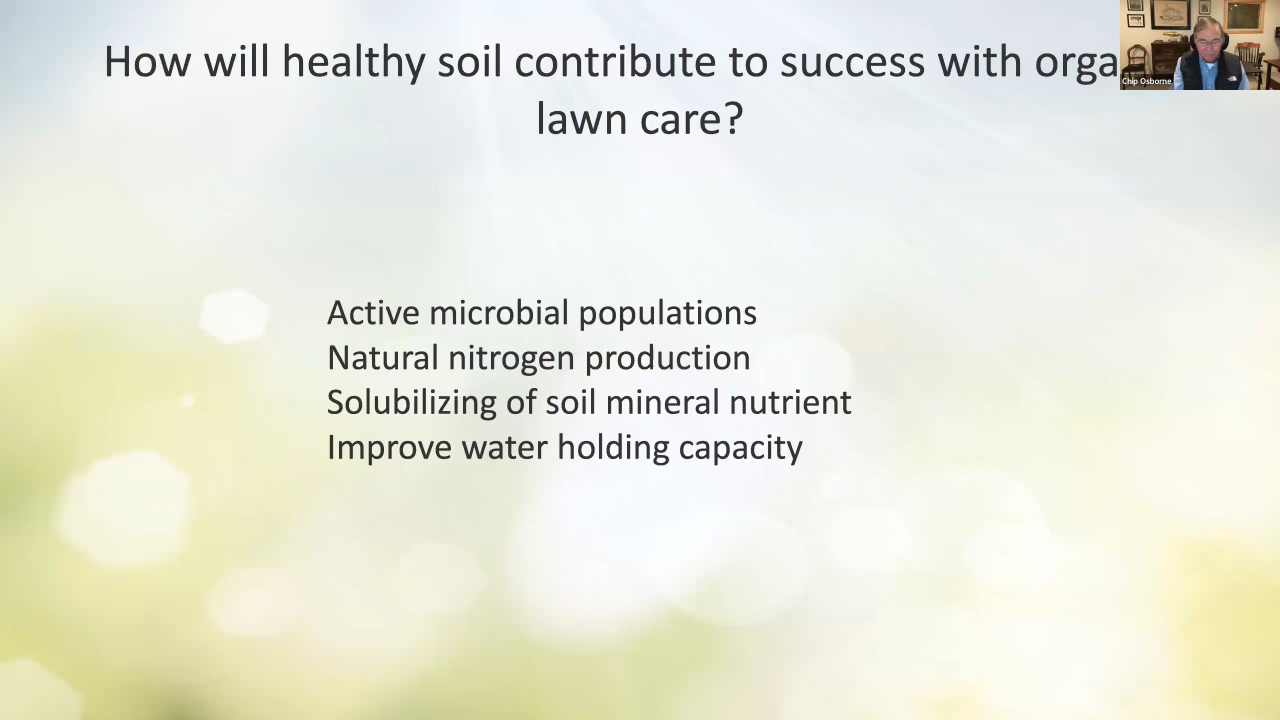 How will healthy soil contribute to success with orga
lawn care?
Chip Osborne
Active microbial populations
Natural nitrogen production
Solubilizing of soil mineral nutrient
Improve water holding capacity